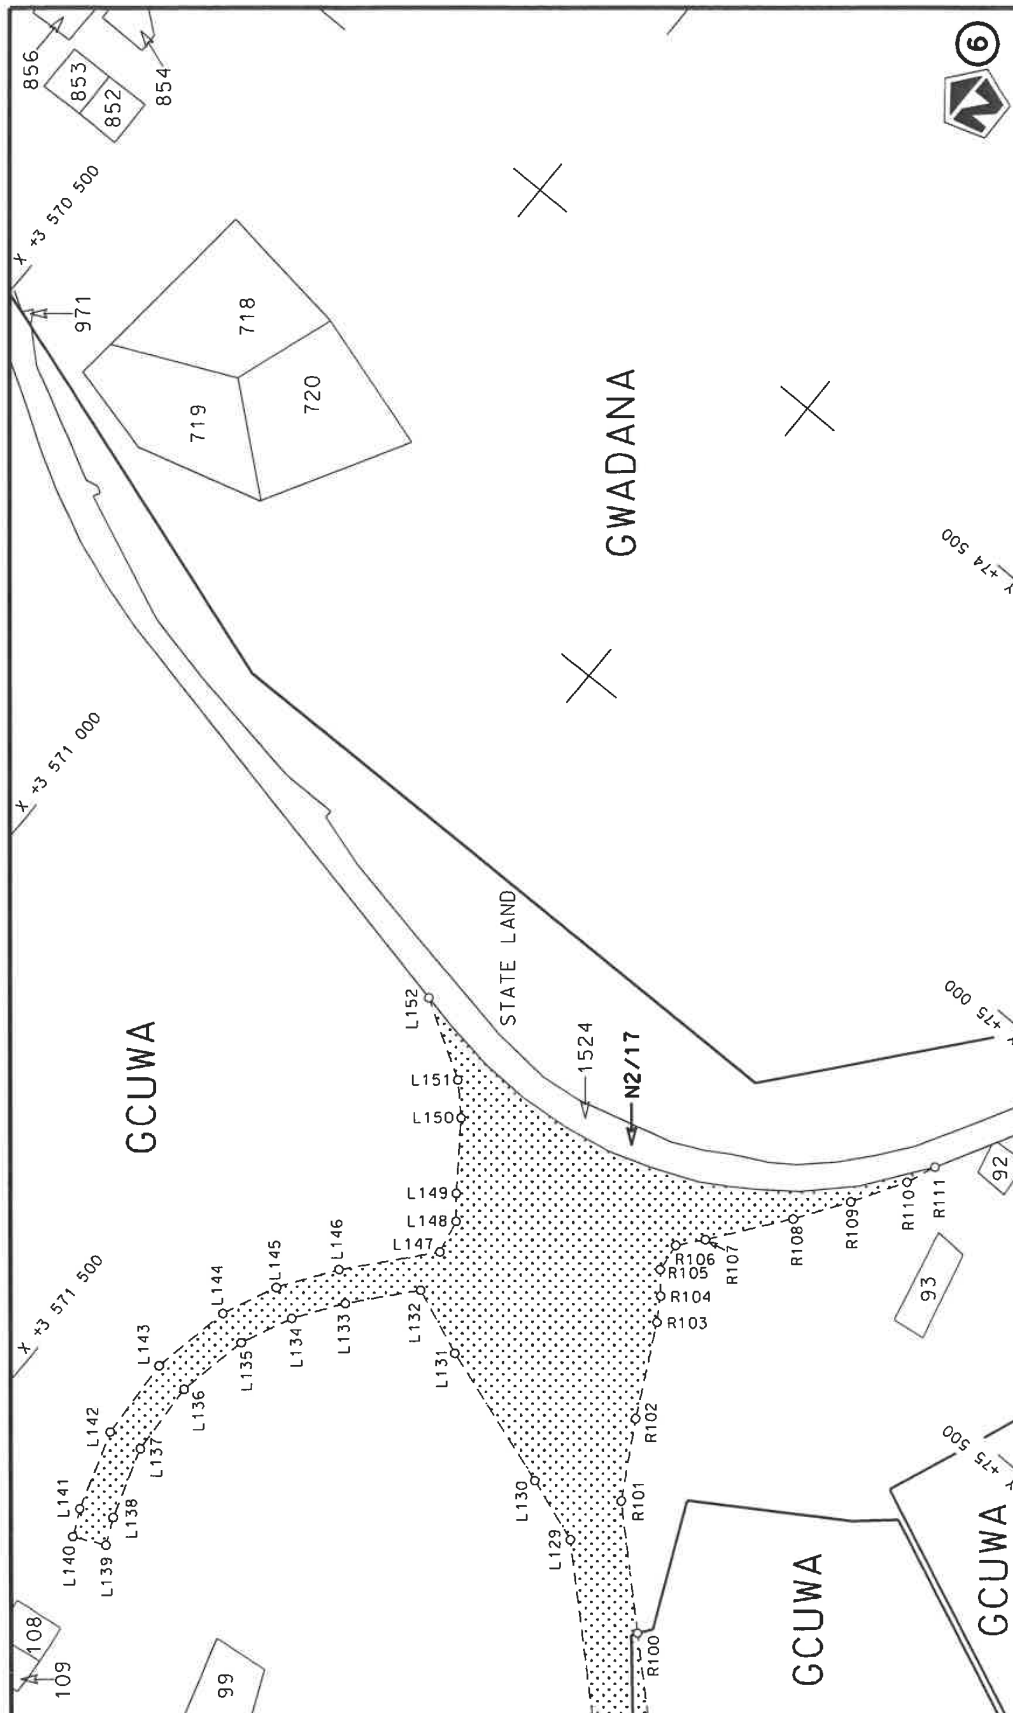 856
853
852
854
6
X +3 570 500
971
718
719
720
GWADANA
Y +74 500
X +3 571 000
GCUWA
STATE LAND
1524
N2/17
Y +75 000
L152
L151
L150
L149
L148
L147
L146
L145
L144
L143
L142
L141
L140
L139
L138
L137
L136
L135
L134
L133
L132
L131
L130
L129
X +3 571 500
R111
R110
R109
R108
R107
R106
R105
R104
R103
R102
R101
R100
92
93
Y +75 500
108
109
99
GCUWA
GCUWA